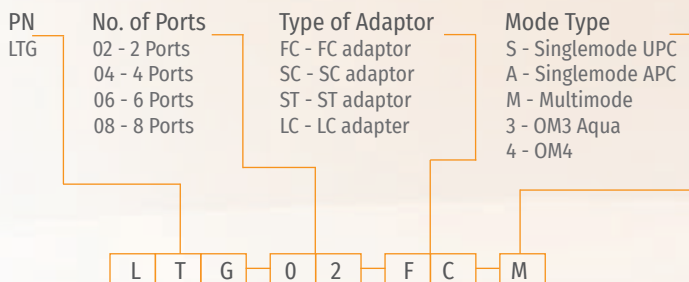 PN
LTG
No. of Ports
02 - 2 Ports
04 - 4 Ports
06 - 6 Ports
08 - 8 Ports
Type of Adaptor
FC - FC adaptor
SC - SC adaptor
ST - ST adaptor
LC - LC adapter
Mode Type
S - Singlemode UPC
A - Singlemode APC
M - Multimode
3 - OM3 Aqua
4 - OM4
L T G - 0 2 - F C - M